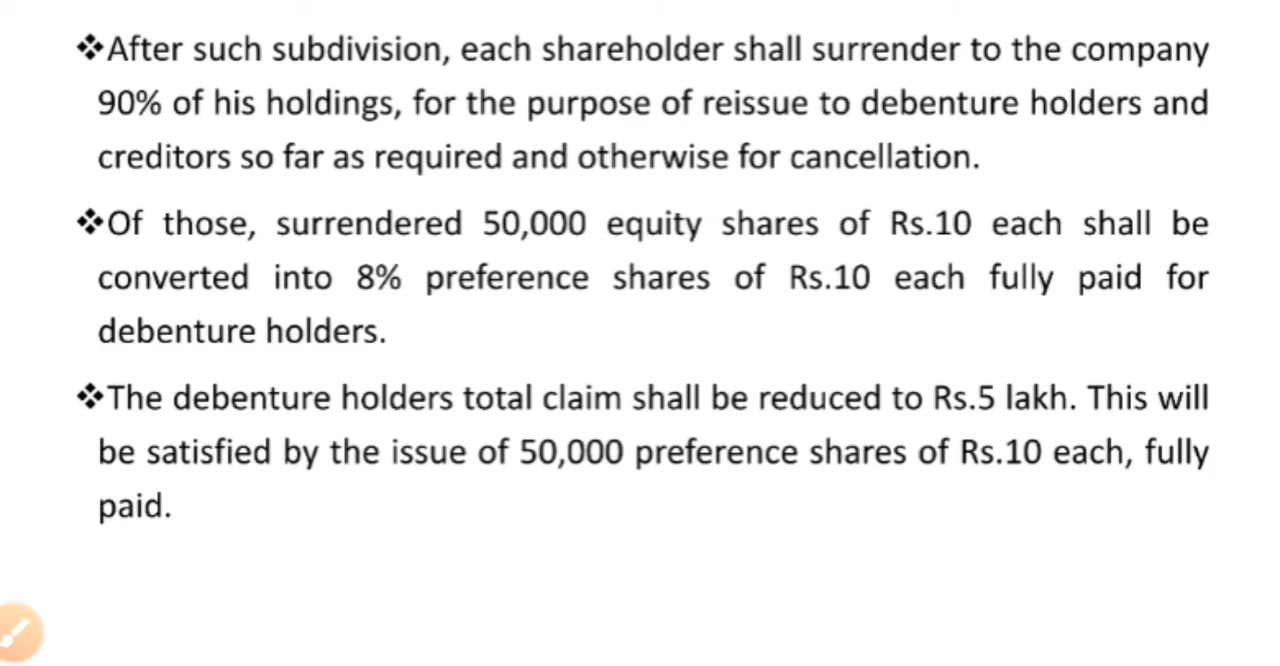 ❖After such subdivision, each shareholder shall surrender to the company
90% of his holdings, for the purpose of reissue to debenture holders and
creditors so far as required and otherwise for cancellation.
❖Of those, surrendered 50,000 equity shares of Rs.10 each shall be
converted into 8% preference shares of Rs.10 each fully paid for
debenture holders.
❖The debenture holders total claim shall be reduced to Rs.5 lakh. This will
be satisfied by the issue of 50,000 preference shares of Rs.10 each, fully
paid.